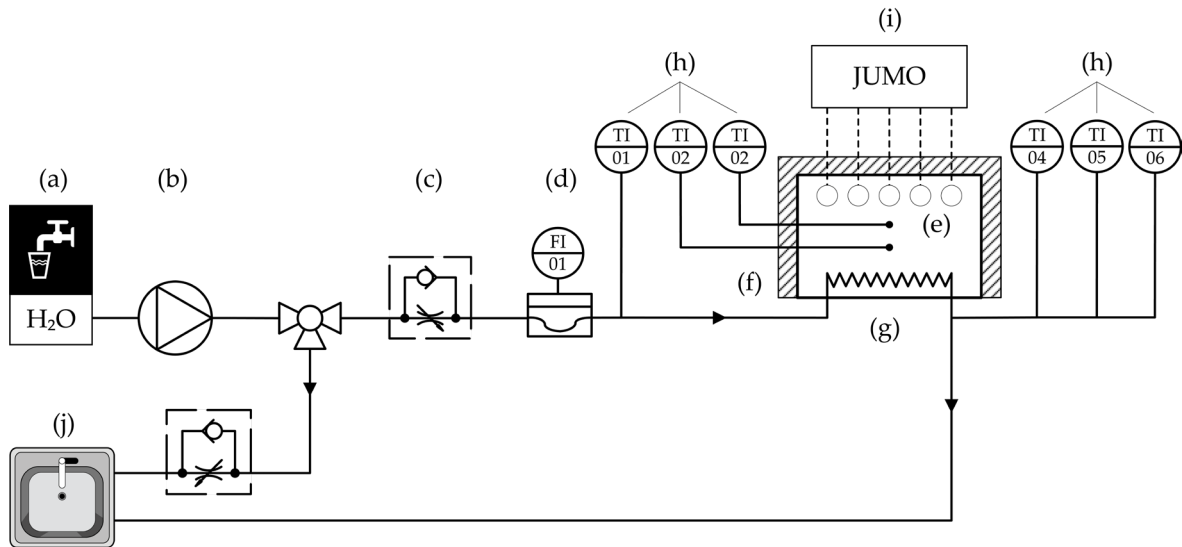 (i)
(h)
JUMO
(h)
TI
01
TI
02
TI
02
TI
04
TI
05
TI
06
(a)
(b)
(c)
(d)
(e)
FI
01
(f)
H₂O
(g)
(j)